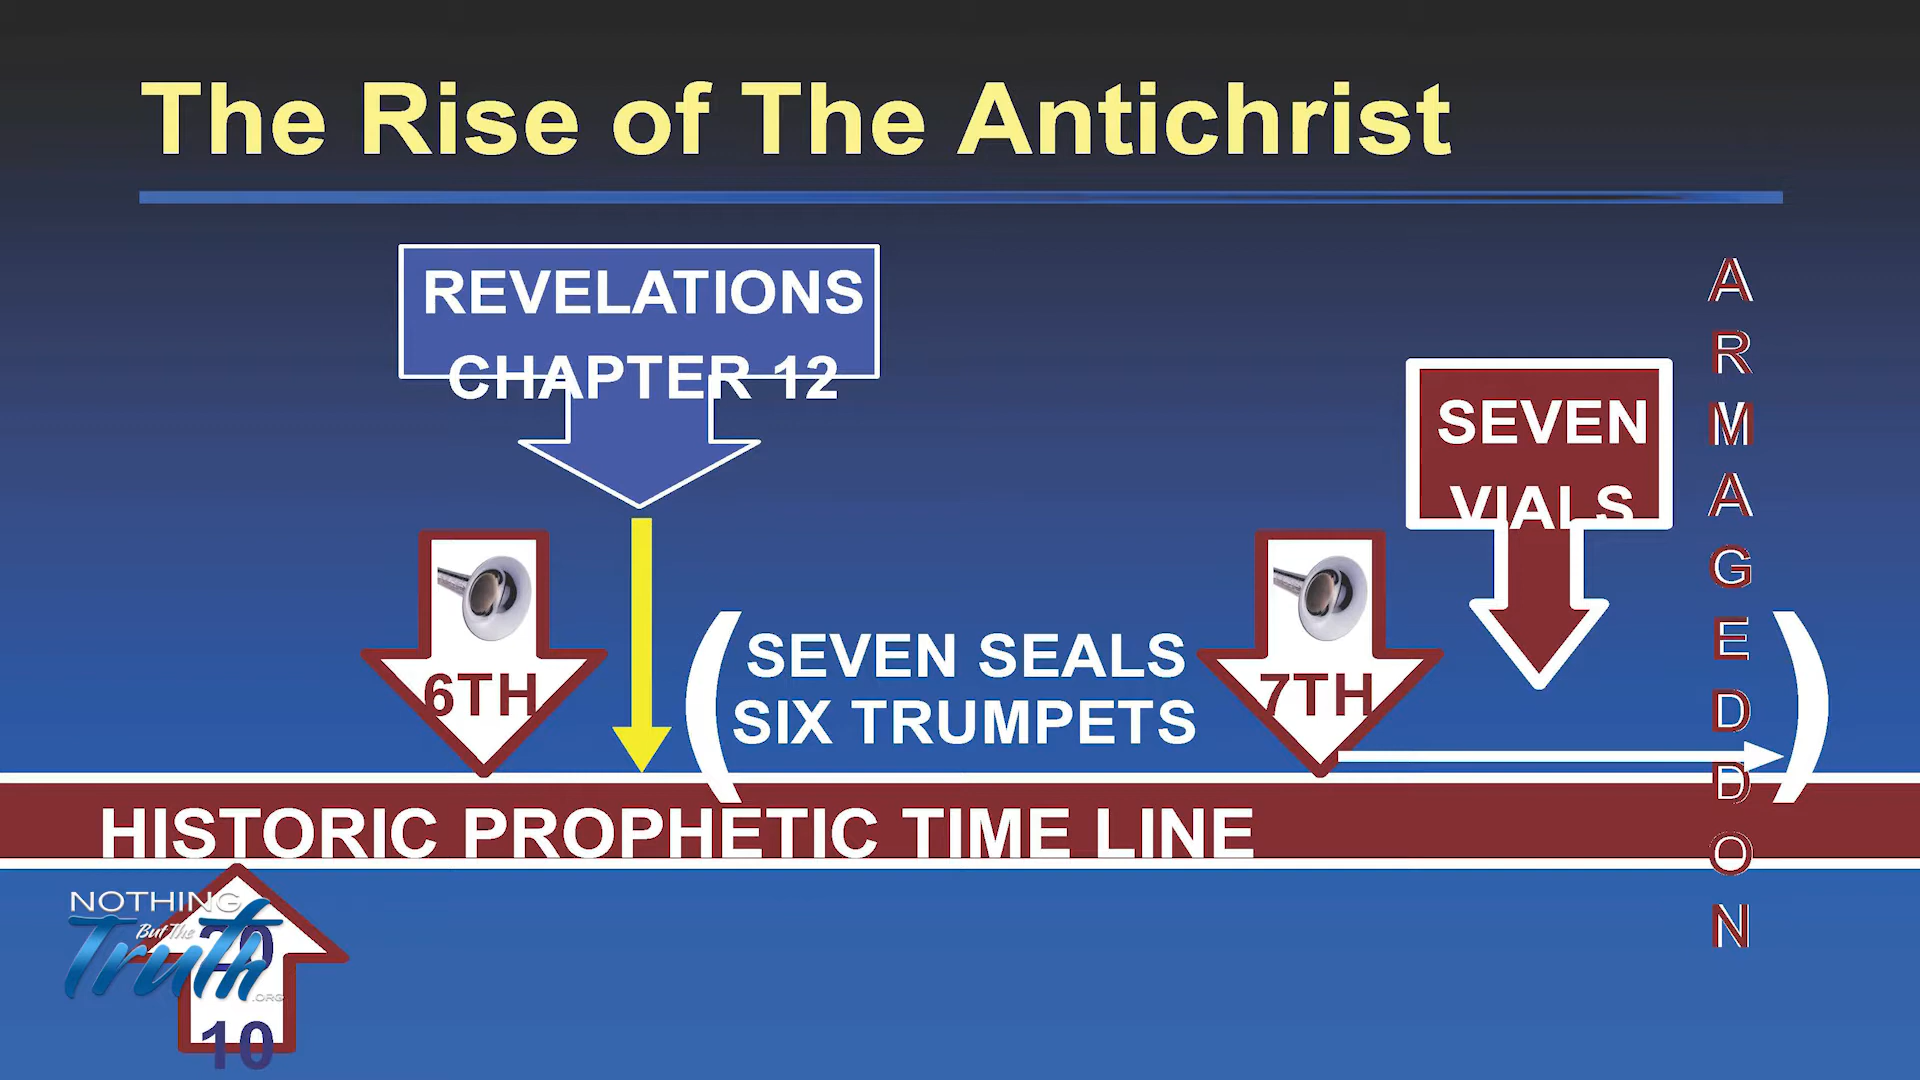 The Rise of The Antichrist
REVELATIONS
CHAPTER 12
SEVEN
VIALS
ARMAGEDDON
6TH
SEVEN SEALS
SIX TRUMPETS
7TH
HISTORIC PROPHETIC TIME LINE
NOTHING
But The
Truth
.ORG
20
10